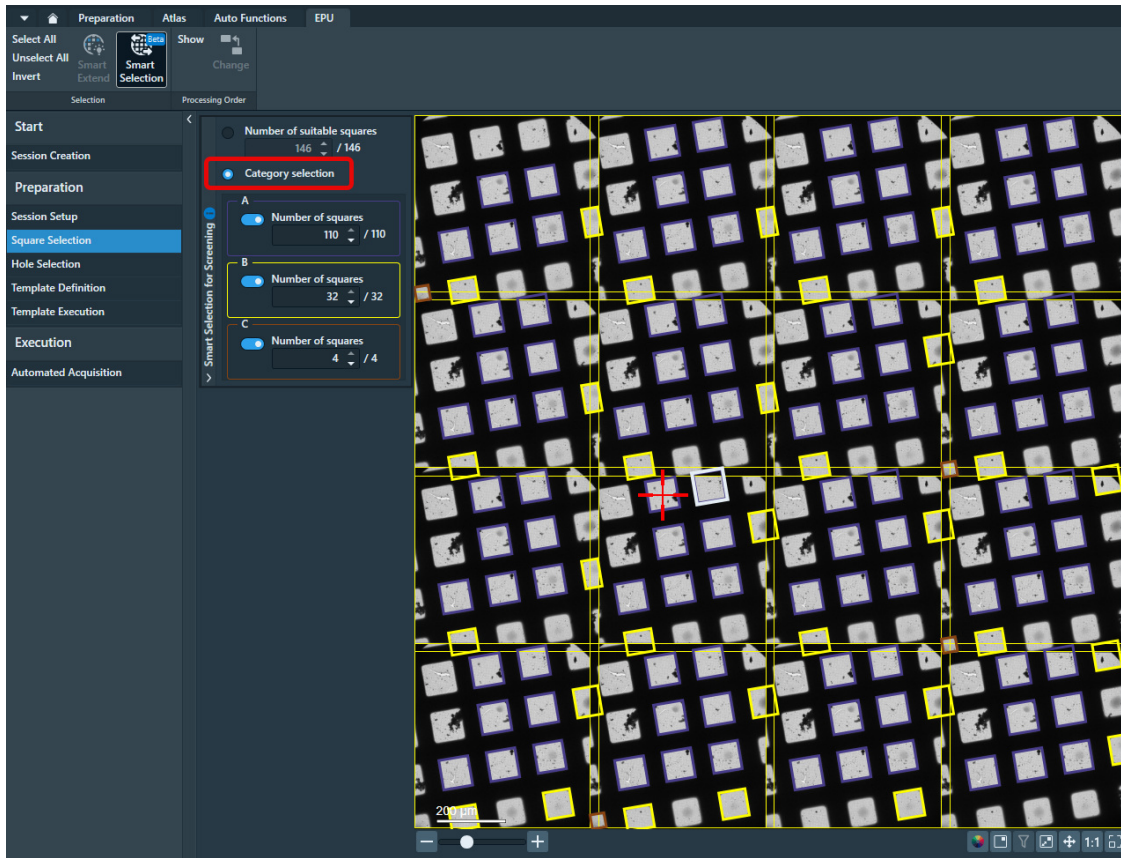 Preparation
Atlas
Auto Functions
EPU
Select All
Unselect All
Invert
Smart Extend
Beta
Smart Selection
Selection
Show
Change
Processing Order
Start
Session Creation
Preparation
Session Setup
Square Selection
Hole Selection
Template Definition
Template Execution
Execution
Automated Acquisition
Smart Selection for Screening
Number of suitable squares
146 / 146
Category selection
A
Number of squares
110 / 110
B
Number of squares
32 / 32
C
Number of squares
4 / 4
200 µm
1:1